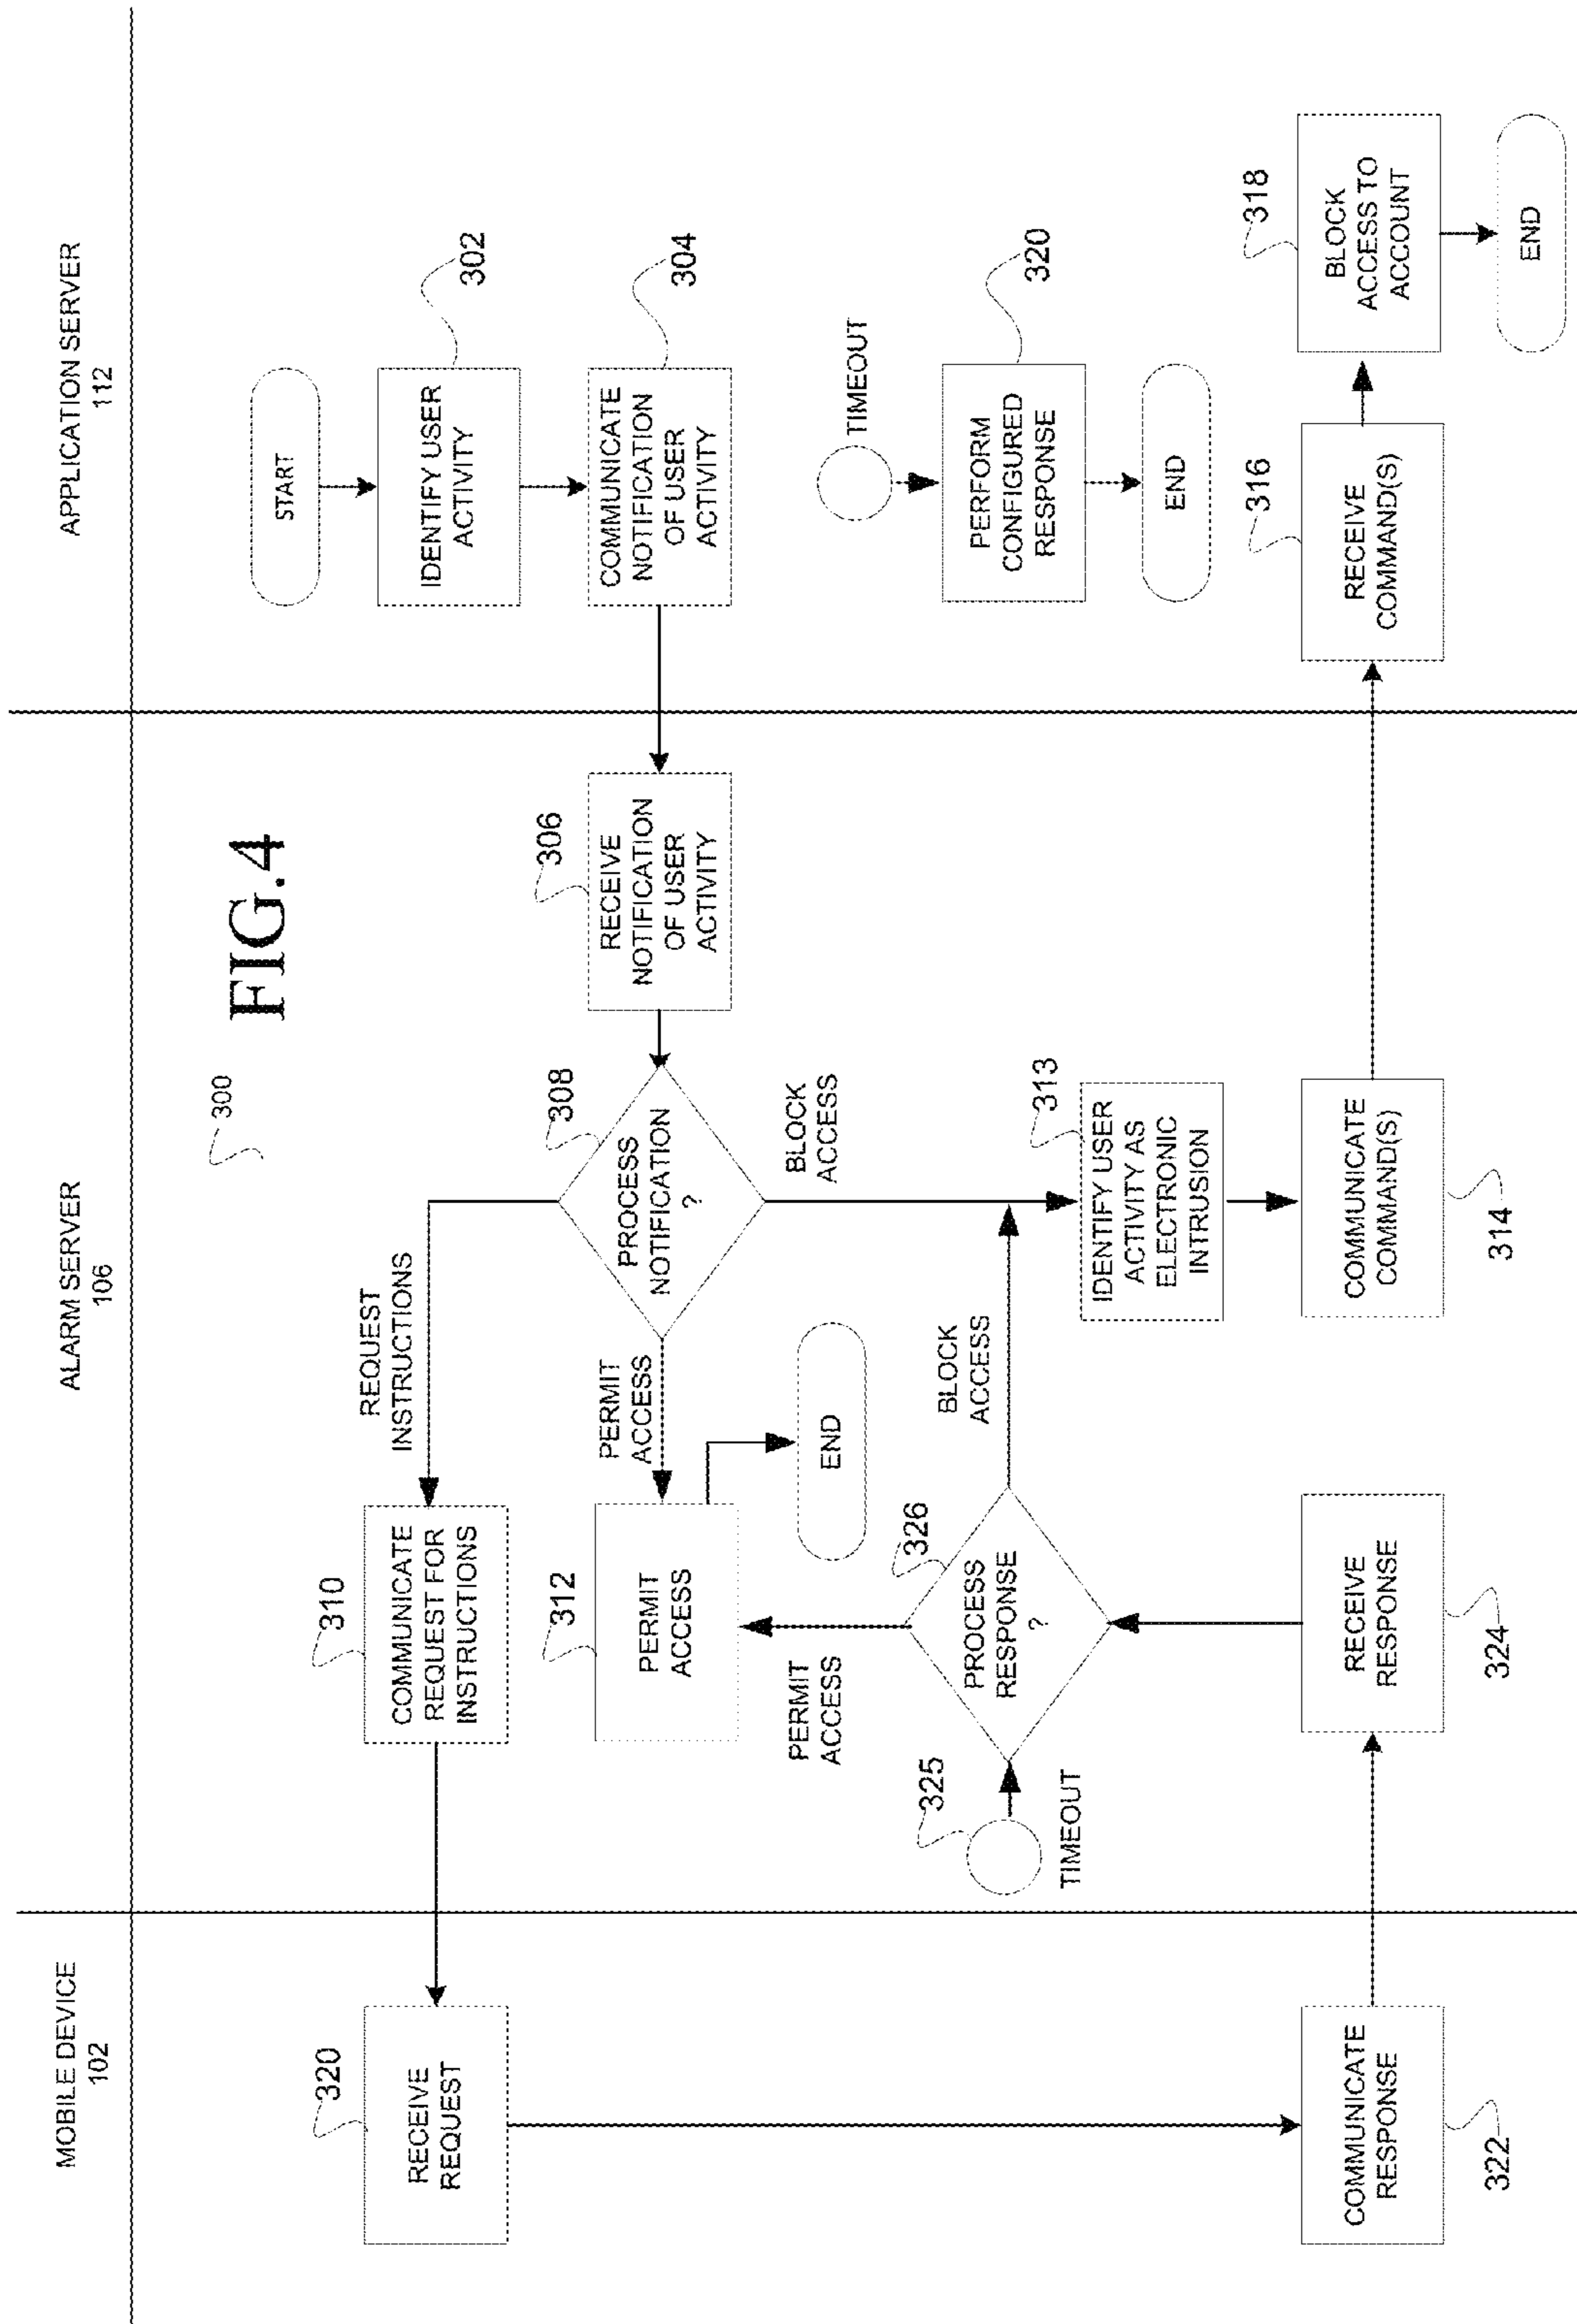 MOBILE DEVICE
102
ALARM SERVER
106
APPLICATION SERVER
112
300
FIG.4
START
IDENTIFY USER
ACTIVITY
302
COMMUNICATE
NOTIFICATION
OF USER
ACTIVITY
304
306
RECEIVE
NOTIFICATION
OF USER
ACTIVITY
308
PROCESS
NOTIFICATION
?
REQUEST
INSTRUCTIONS
PERMIT
ACCESS
BLOCK
ACCESS
310
COMMUNICATE
REQUEST FOR
INSTRUCTIONS
320
RECEIVE
REQUEST
312
PERMIT
ACCESS
END
TIMEOUT
PERFORM
CONFIGURED
RESPONSE
320
END
325
TIMEOUT
326
PROCESS
RESPONSE
?
PERMIT
ACCESS
BLOCK
ACCESS
313
IDENTIFY USER
ACTIVITY AS
ELECTRONIC
INTRUSION
COMMUNICATE
RESPONSE
322
RECEIVE
RESPONSE
324
COMMUNICATE
COMMAND(S)
314
316
RECEIVE
COMMAND(S)
318
BLOCK
ACCESS TO
ACCOUNT
END